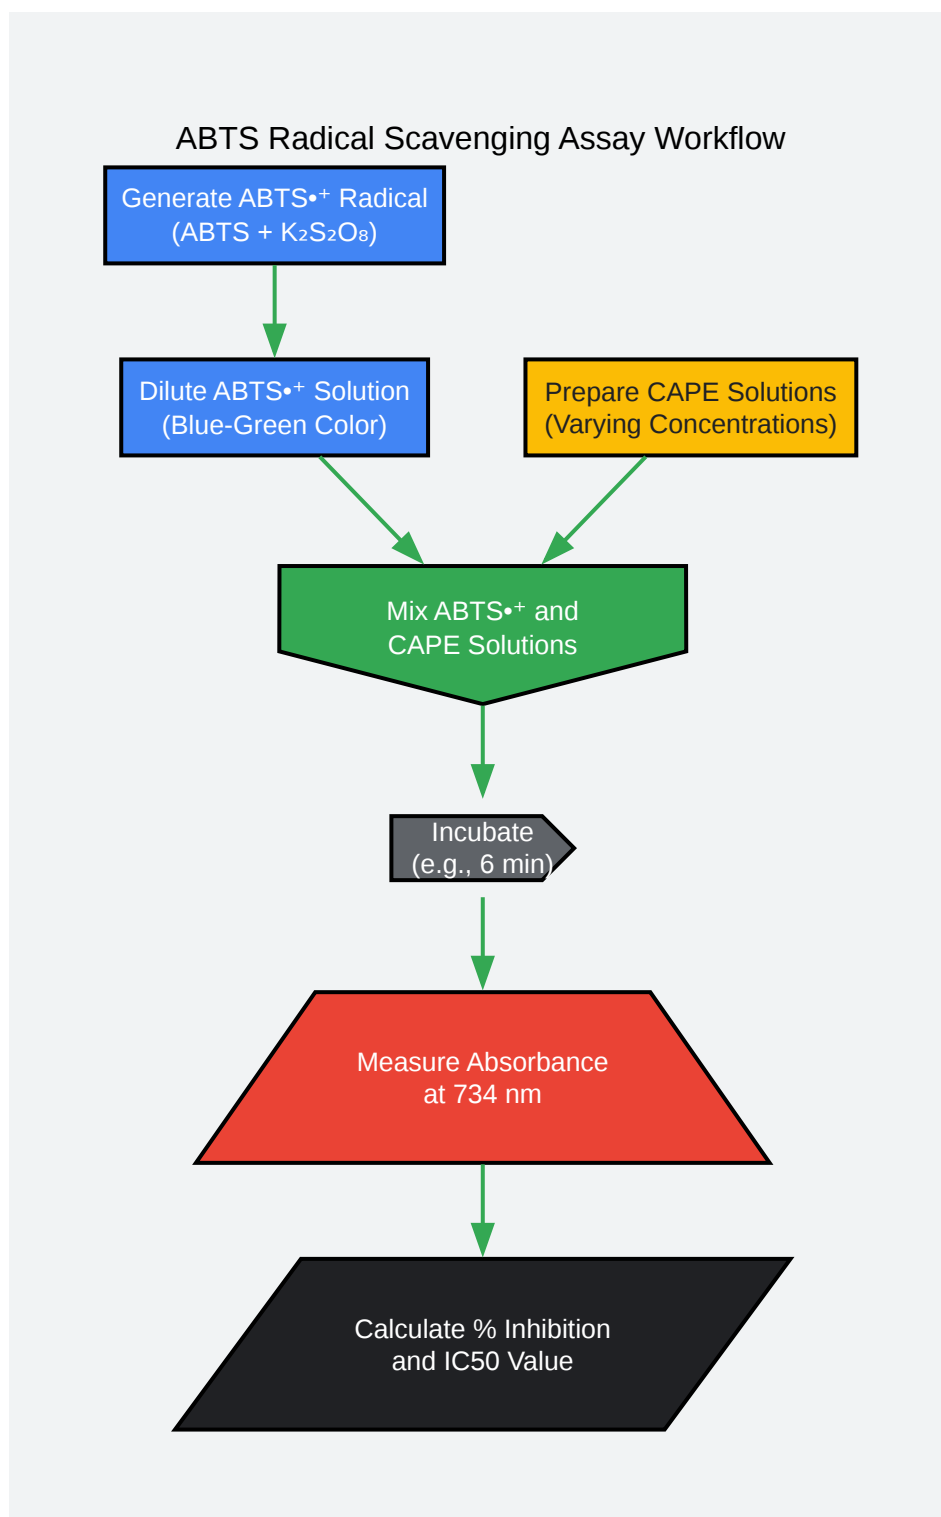 ABTS Radical Scavenging Assay Workflow
Generate ABTS•⁺ Radical
(ABTS + K₂S₂O₈)
Dilute ABTS•⁺ Solution
(Blue-Green Color)
Prepare CAPE Solutions
(Varying Concentrations)
Mix ABTS•⁺ and
CAPE Solutions
Incubate
(e.g., 6 min)
Measure Absorbance
at 734 nm
Calculate % Inhibition
and IC50 Value